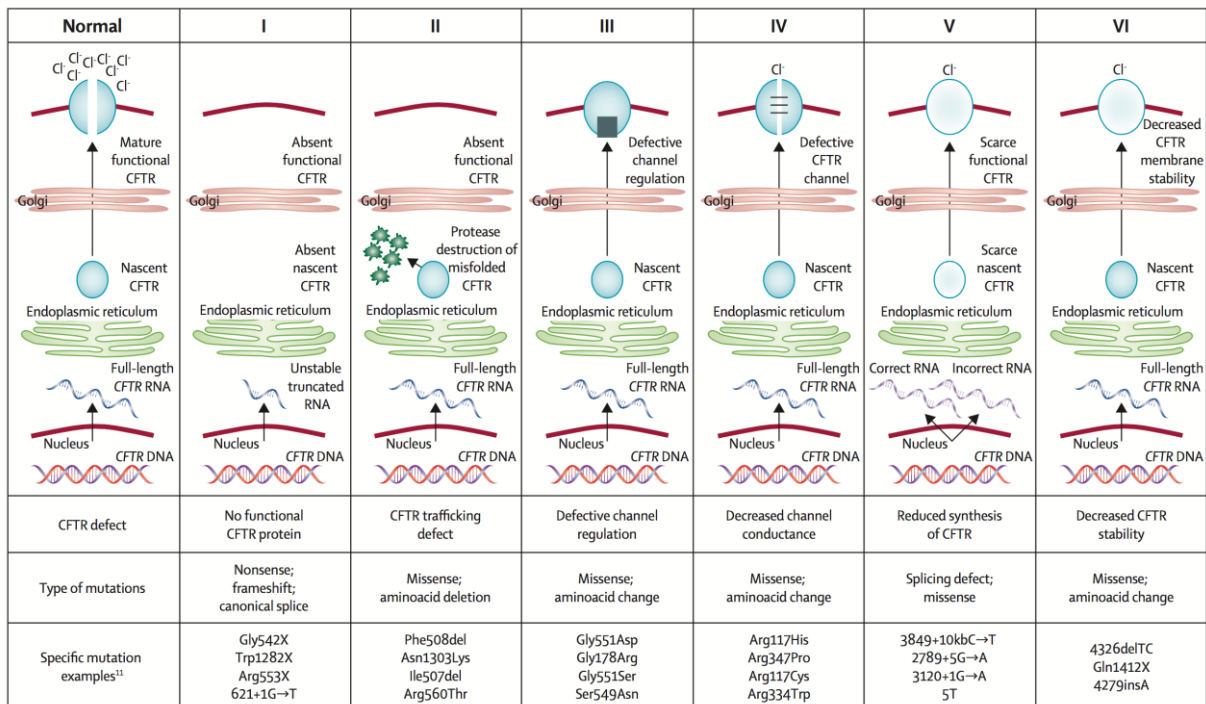 Normal
I
II
III
IV
V
VI
Cl-
Cl-
Cl-
Cl-
Cl-
Cl-
Cl-
Cl-
Mature
functional
CFTR
Golgi
Nascent
CFTR
Endoplasmic reticulum
Full-length
CFTR RNA
Nucleus
CFTR DNA
Absent
functional
CFTR
Golgi
Absent
nascent
CFTR
Endoplasmic reticulum
Unstable
truncated
RNA
Nucleus
CFTR DNA
Absent
functional
CFTR
Golgi
Protease
destruction of
misfolded
CFTR
Endoplasmic reticulum
Full-length
CFTR RNA
Nucleus
CFTR DNA
Defective
channel
regulation
Golgi
Nascent
CFTR
Endoplasmic reticulum
Full-length
CFTR RNA
Nucleus
CFTR DNA
Cl-
Defective
CFTR
channel
Golgi
Nascent
CFTR
Endoplasmic reticulum
Full-length
CFTR RNA
Nucleus
CFTR DNA
Cl-
Scarce
functional
CFTR
Golgi
Scarce
nascent
CFTR
Endoplasmic reticulum
Correct RNA
Incorrect RNA
Nucleus
CFTR DNA
Cl-
Decreased
CFTR
membrane
stability
Golgi
Nascent
CFTR
Endoplasmic reticulum
Full-length
CFTR RNA
Nucleus
CFTR DNA
CFTR defect
No functional
CFTR protein
CFTR trafficking
defect
Defective channel
regulation
Decreased channel
conductance
Reduced synthesis
of CFTR
Decreased CFTR
stability
Type of mutations
Nonsense;
frameshift;
canonical splice
Missense;
aminoacid deletion
Missense;
aminoacid change
Missense;
aminoacid change
Splicing defect;
missense
Missense;
aminoacid change
Specific mutation
examples¹¹
Gly542X
Trp1282X
Arg553X
621+1G→T
Phe508del
Asn1303Lys
Ile507del
Arg560Thr
Gly551Asp
Gly178Arg
Gly551Ser
Ser549Asn
Arg117His
Arg347Pro
Arg117Cys
Arg334Trp
3849+10kbC→T
2789+5G→A
3120+1G→A
5T
4326delTC
Gln1412X
4279insA